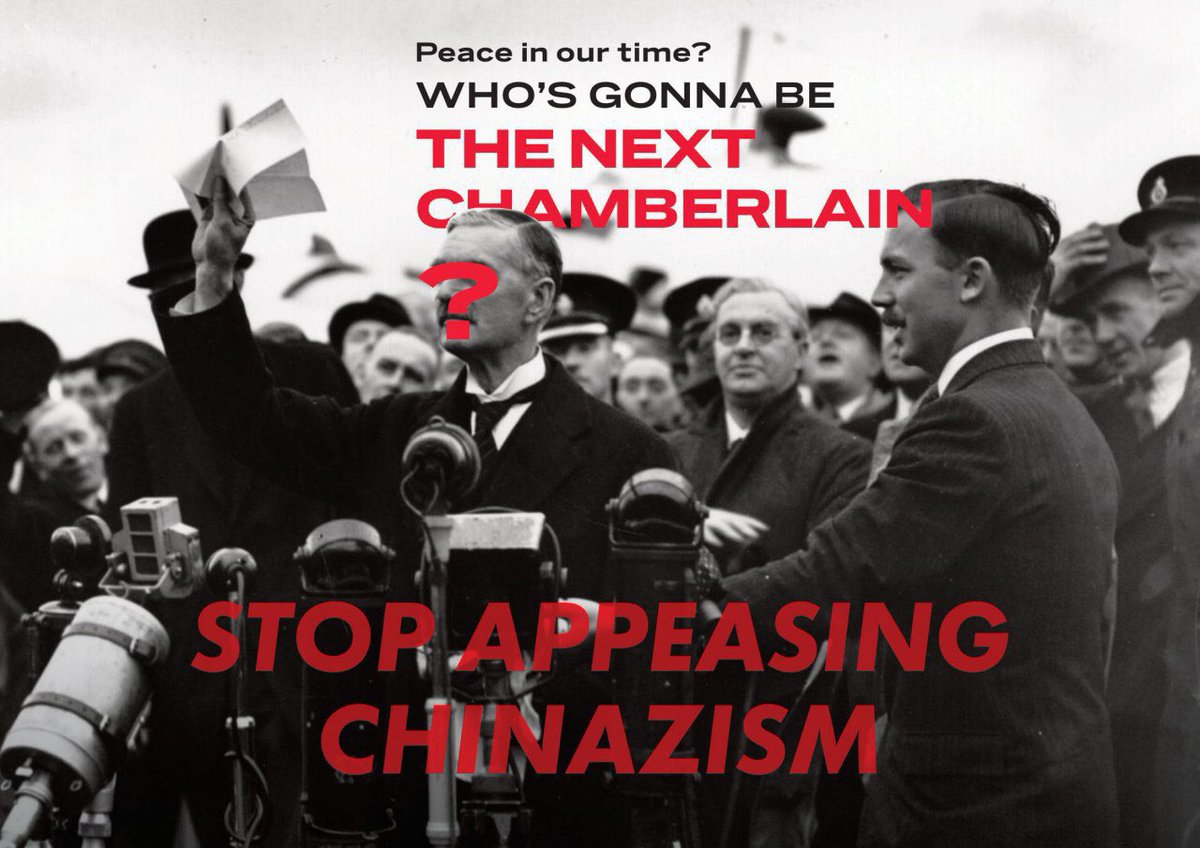 Peace in our time?
WHO'S GONNA BE
THE NEXT
CHAMBERLAIN
?
STOP APPEASING
CHINAZISM